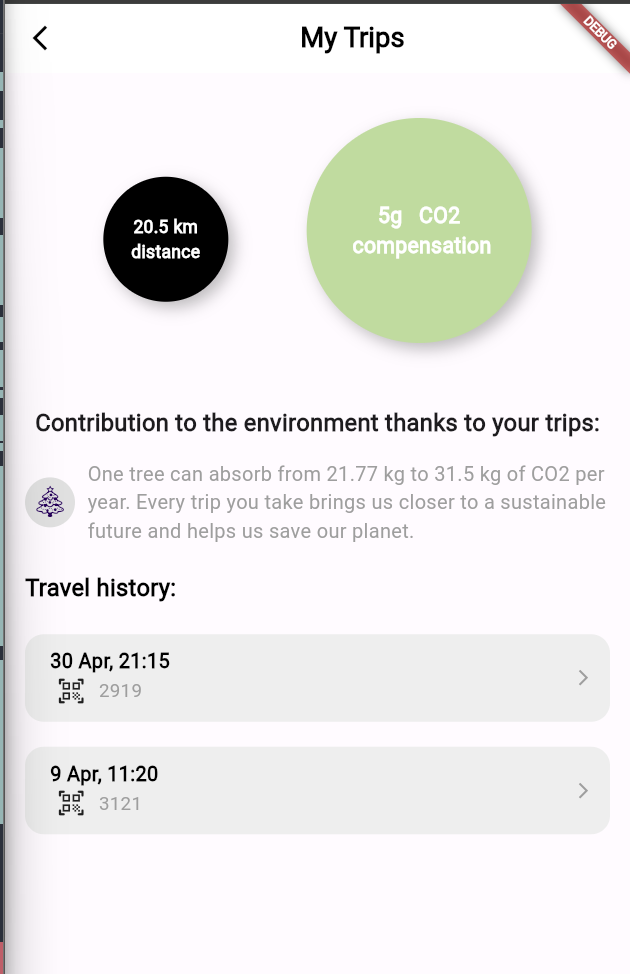 My Trips
DEBUG
20.5 km
distance
5g CO2
compensation
Contribution to the environment thanks to your trips:
One tree can absorb from 21.77 kg to 31.5 kg of CO2 per
year. Every trip you take brings us closer to a sustainable
future and helps us save our planet.
Travel history:
30 Apr, 21:15
2919
9 Apr, 11:20
3121